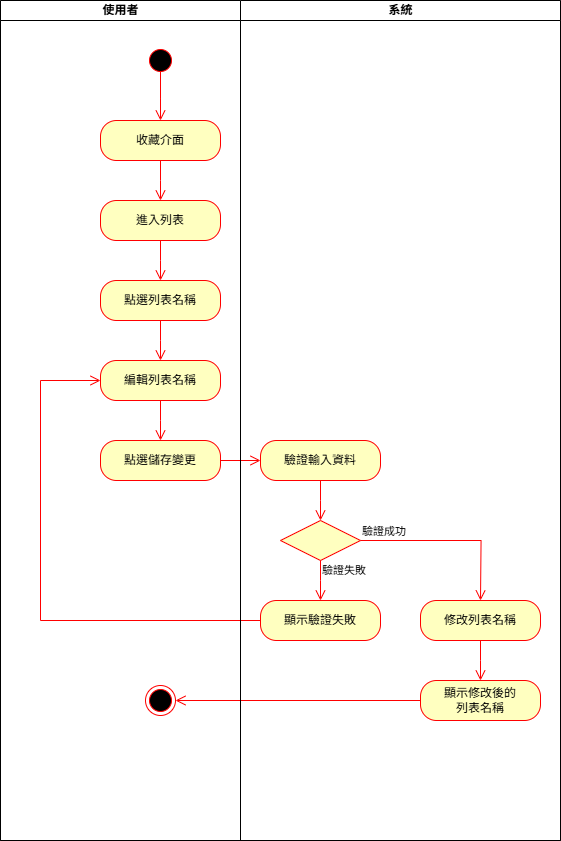 使用者
系統
收藏介面
進入列表
點選列表名稱
編輯列表名稱
點選儲存變更
驗證輸入資料
驗證成功
驗證失敗
顯示驗證失敗
修改列表名稱
顯示修改後的
列表名稱